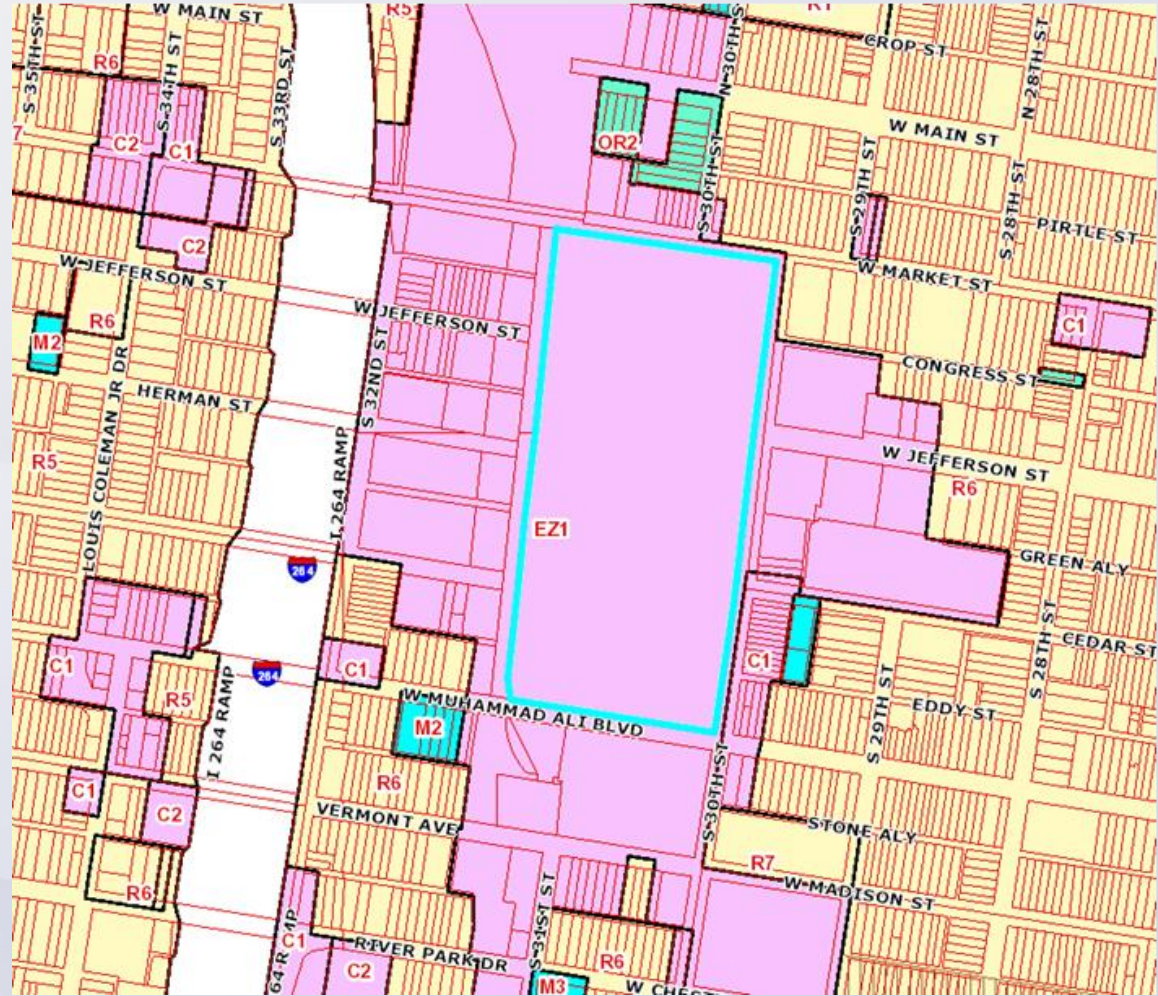 W MAIN ST
R5
R1
S 35TH ST
R6
S 34TH ST
S 33RD ST
N 30TH S
CROP ST
N 28TH ST
7
C2
C1
OR2
S 30TH ST
W MAIN ST
S 29TH ST
S 28TH ST
PIRTLE ST
C2
W JEFFERSON ST
W MARKET ST
R6
M2
W JEFFERSON ST
S 32ND ST
C1
CONGRESS ST
LOUIS COLEMAN JR DR
HERMAN ST
R5
I 264 RAMP
W JEFFERSON ST
R6
EZ1
264
GREEN ALY
C1
264
C1
C1
S 28TH ST
CEDAR ST
R5
I 264 RAMP
W MUHAMMAD ALI BLVD
M2
S 29TH ST
EDDY ST
C1
C2
R6
VERMONT AVE
S 30TH ST
STONE ALY
R7
R6
W MADISON ST
C1
64 R
MP
RIVER PARK DR
C2
S 31ST ST
R6
M3
W CHEST